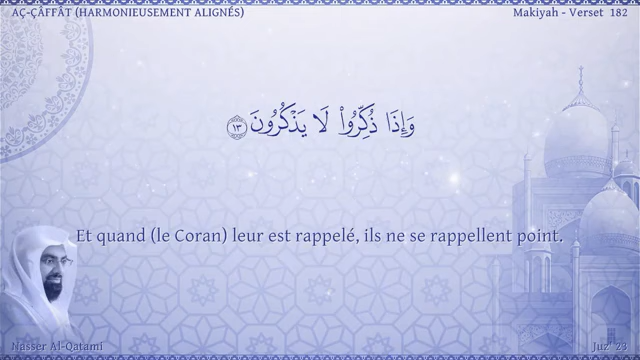 AÇ-ÇÂFFÂT (HARMONIEUSEMENT ALIGNÉS)
Makiyah - Verset 182
وَإِذَا ذُكِّرُوا۟ لَا يَذْكُرُونَ ١٣
Et quand (le Coran) leur est rappelé, ils ne se rappellent point.
Nasser Al-Qatami
Juz' 23